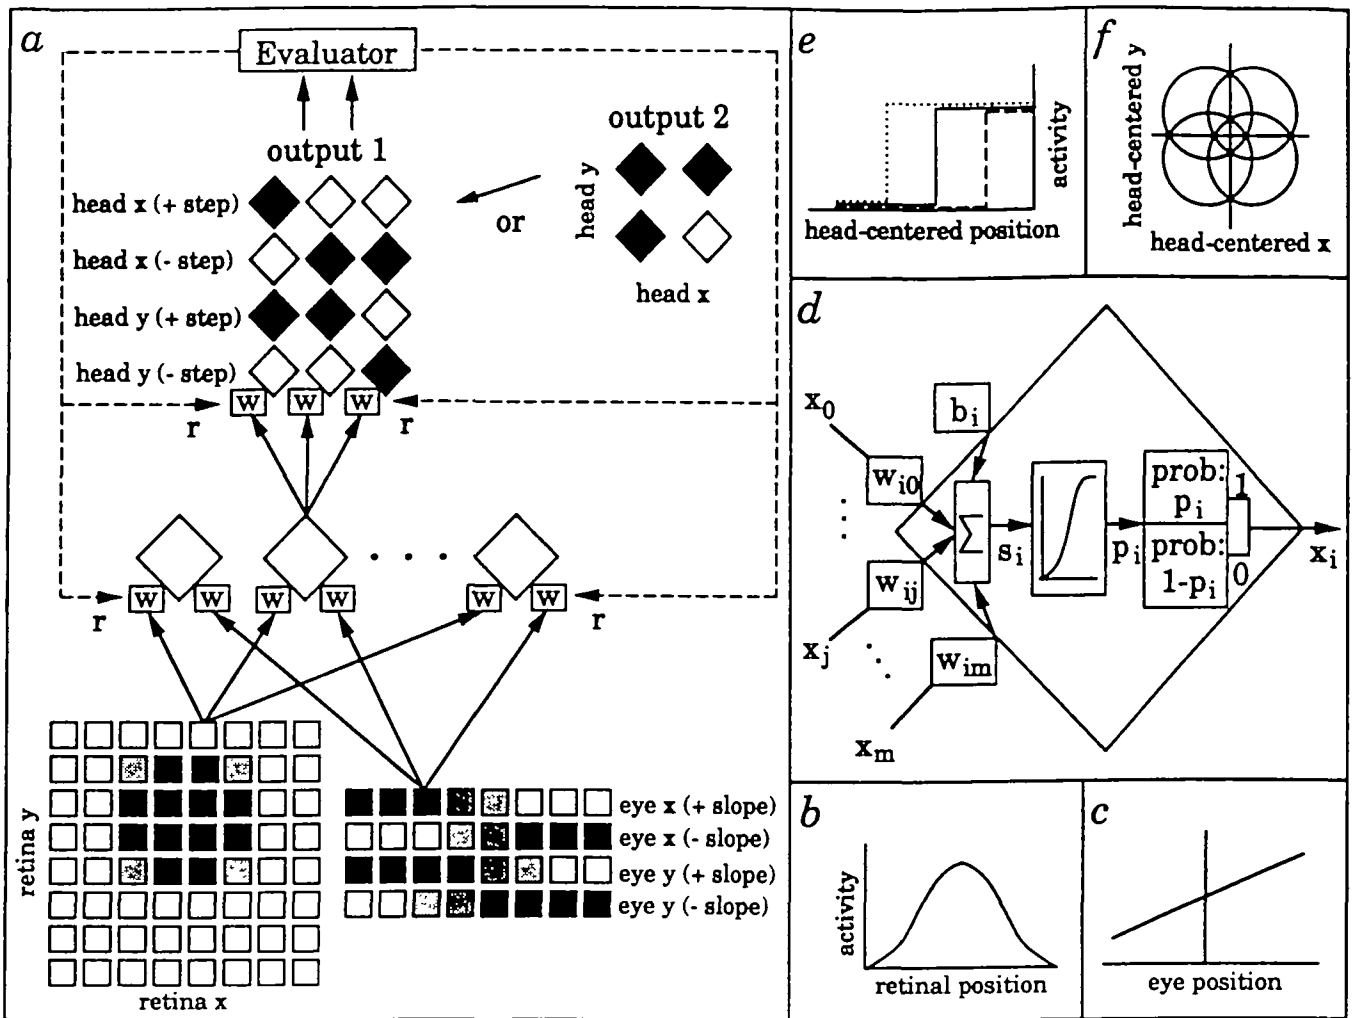 a
Evaluator
output 1
head x (+ step)
head x (- step)
head y (+ step)
head y (- step)
or
output 2
head y
head x
w w w
r r
w w w w w w
r r
retina y
retina x
eye x (+ slope)
eye x (- slope)
eye y (+ slope)
eye y (- slope)
e
activity
head-centered position
f
head-centered y
head-centered x
d
x0
bi
wi0
Σ
si
pi
prob:
pi
1
prob:
1-pi
0
xi
wij
xj
wim
xm
b
activity
retinal position
c
eye position